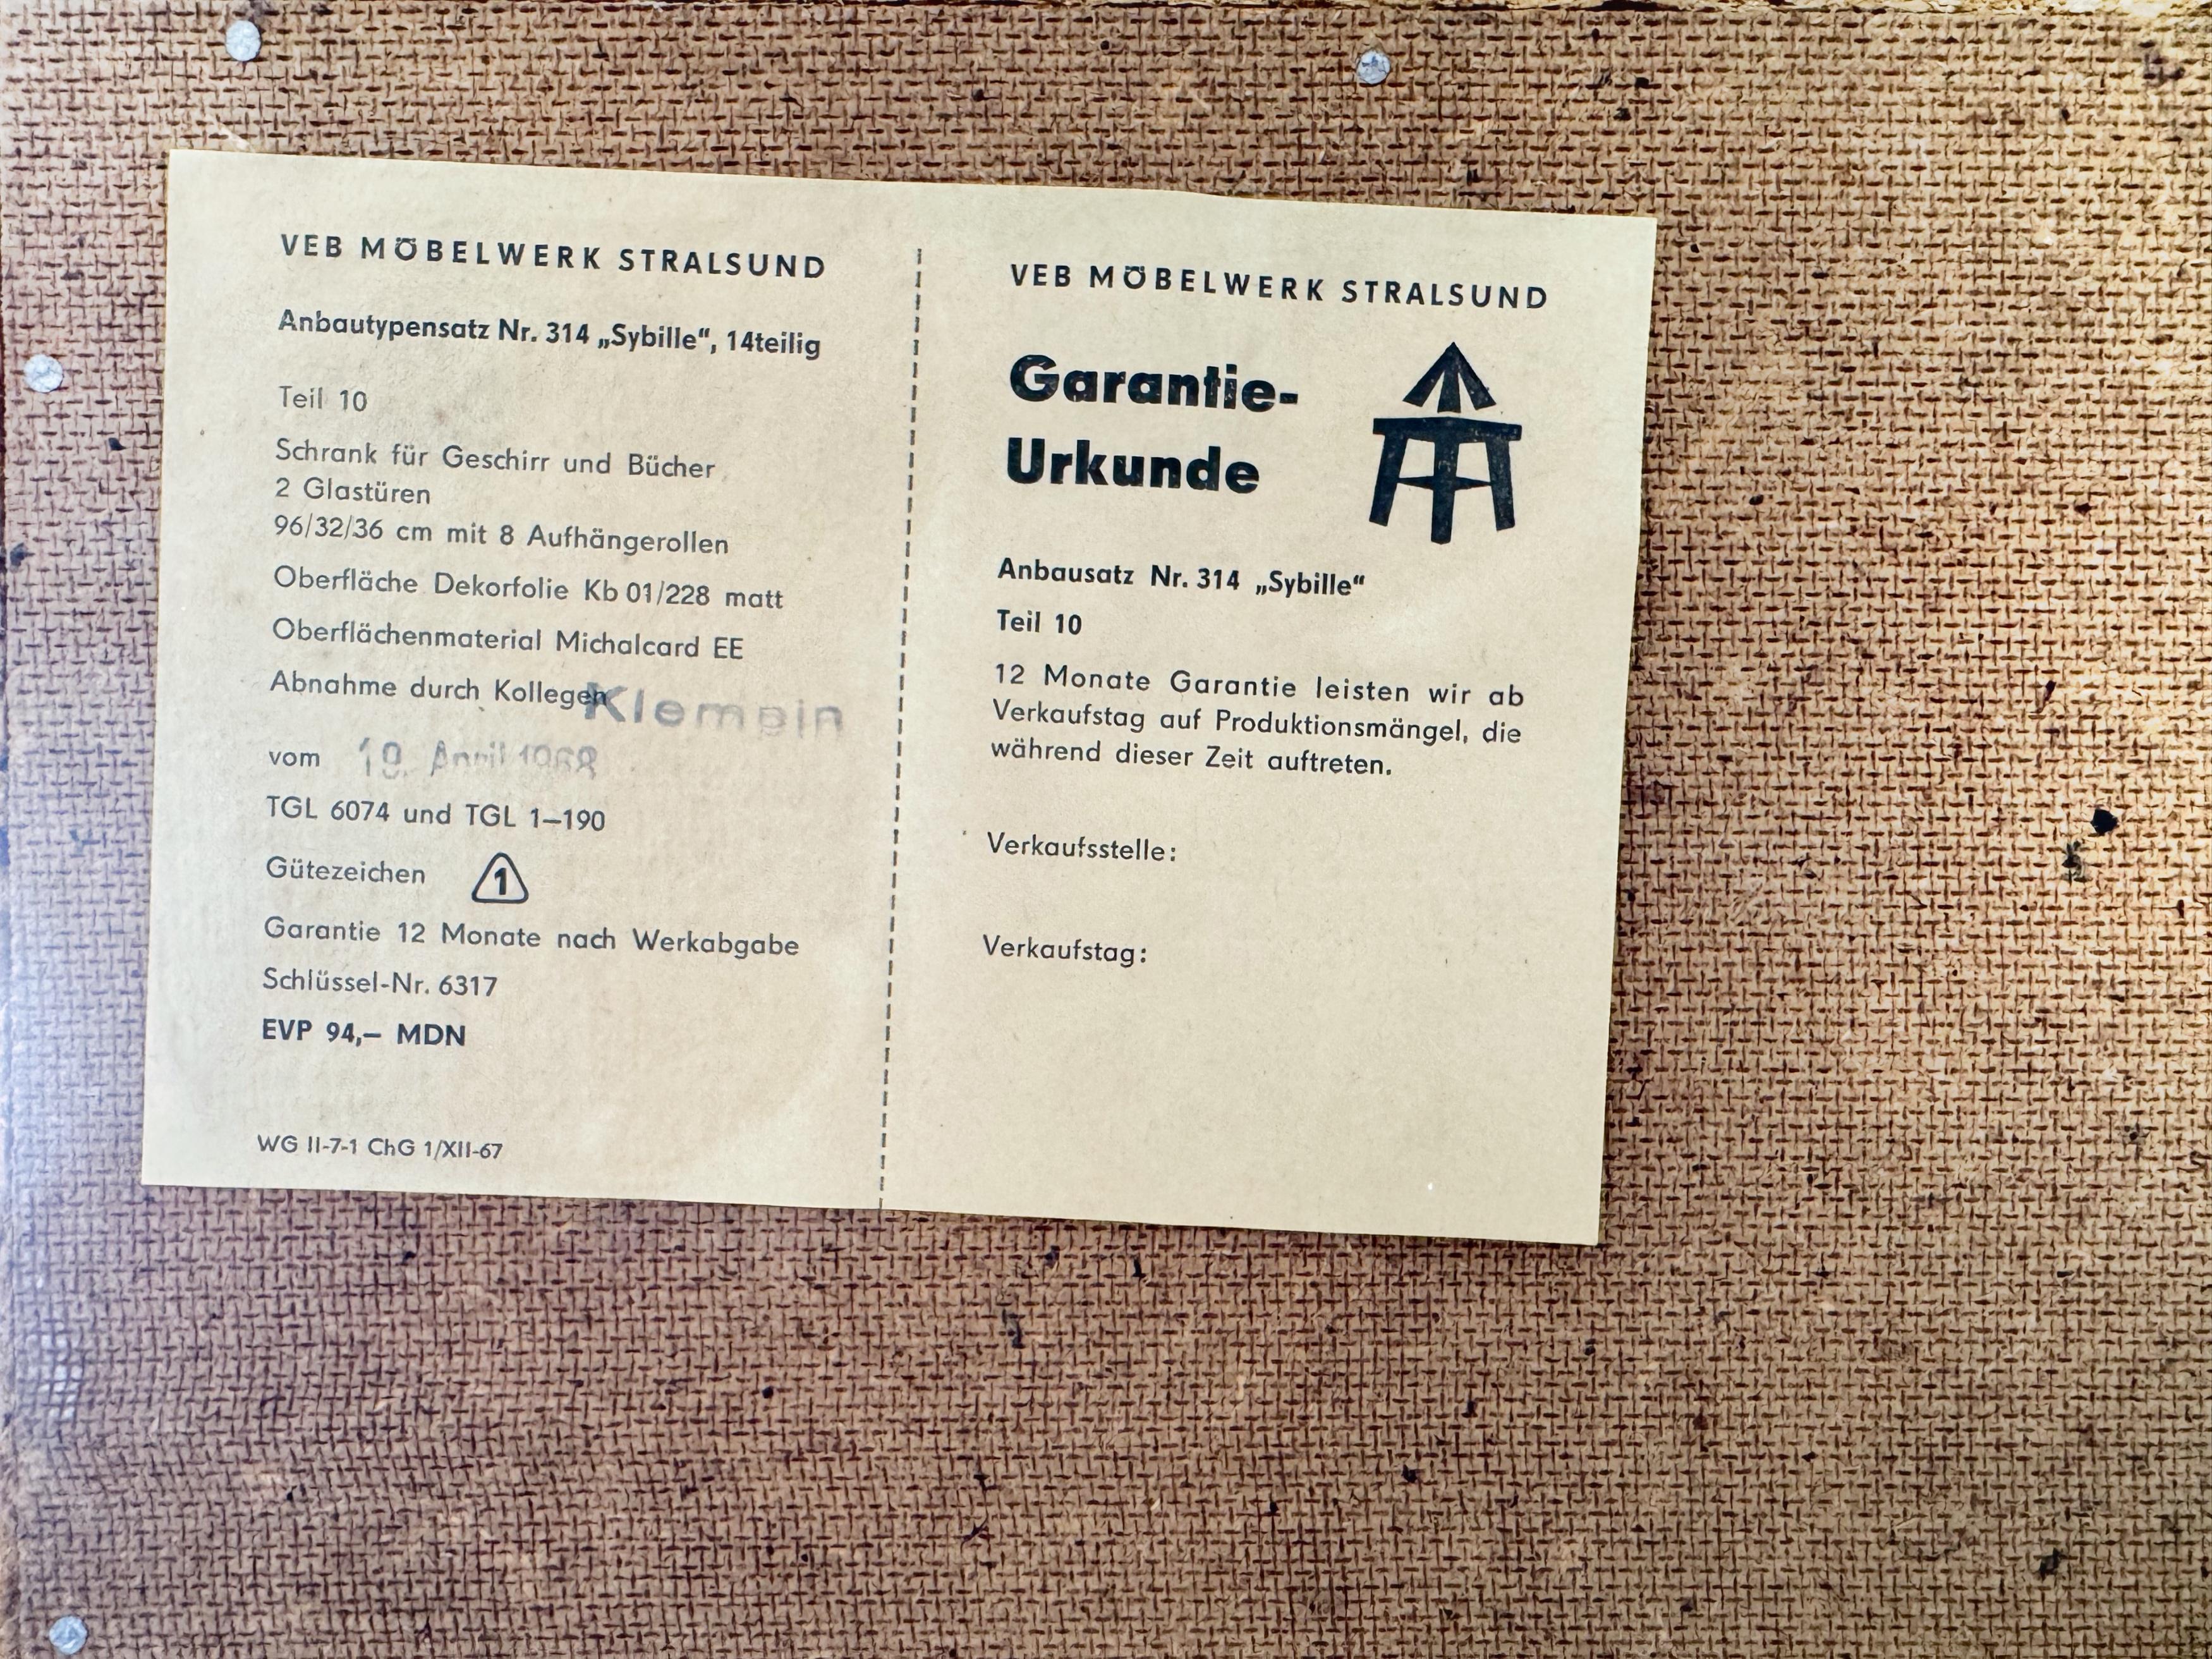 VEB MÖBELWERK STRALSUND
Anbautypensatz Nr. 314 „Sybille“, 14teilig
Teil 10
Schrank für Geschirr und Bücher
2 Glastüren
96/32/36 cm mit 8 Aufhängerollen
Oberfläche Dekorfolie Kb 01/228 matt
Oberflächenmaterial Michalcard EE
Abnahme durch Kollegen Klempin
vom 19. April 1968
TGL 6074 und TGL 1–190
Gütezeichen 1
Garantie 12 Monate nach Werkabgabe
Schlüssel-Nr. 6317
EVP 94,– MDN
WG II-7-1 ChG 1/XII-67
VEB MÖBELWERK STRALSUND
Garantie-
Urkunde
Anbausatz Nr. 314 „Sybille“
Teil 10
12 Monate Garantie leisten wir ab
Verkaufstag auf Produktionsmängel, die
während dieser Zeit auftreten.
Verkaufsstelle:
Verkaufstag: